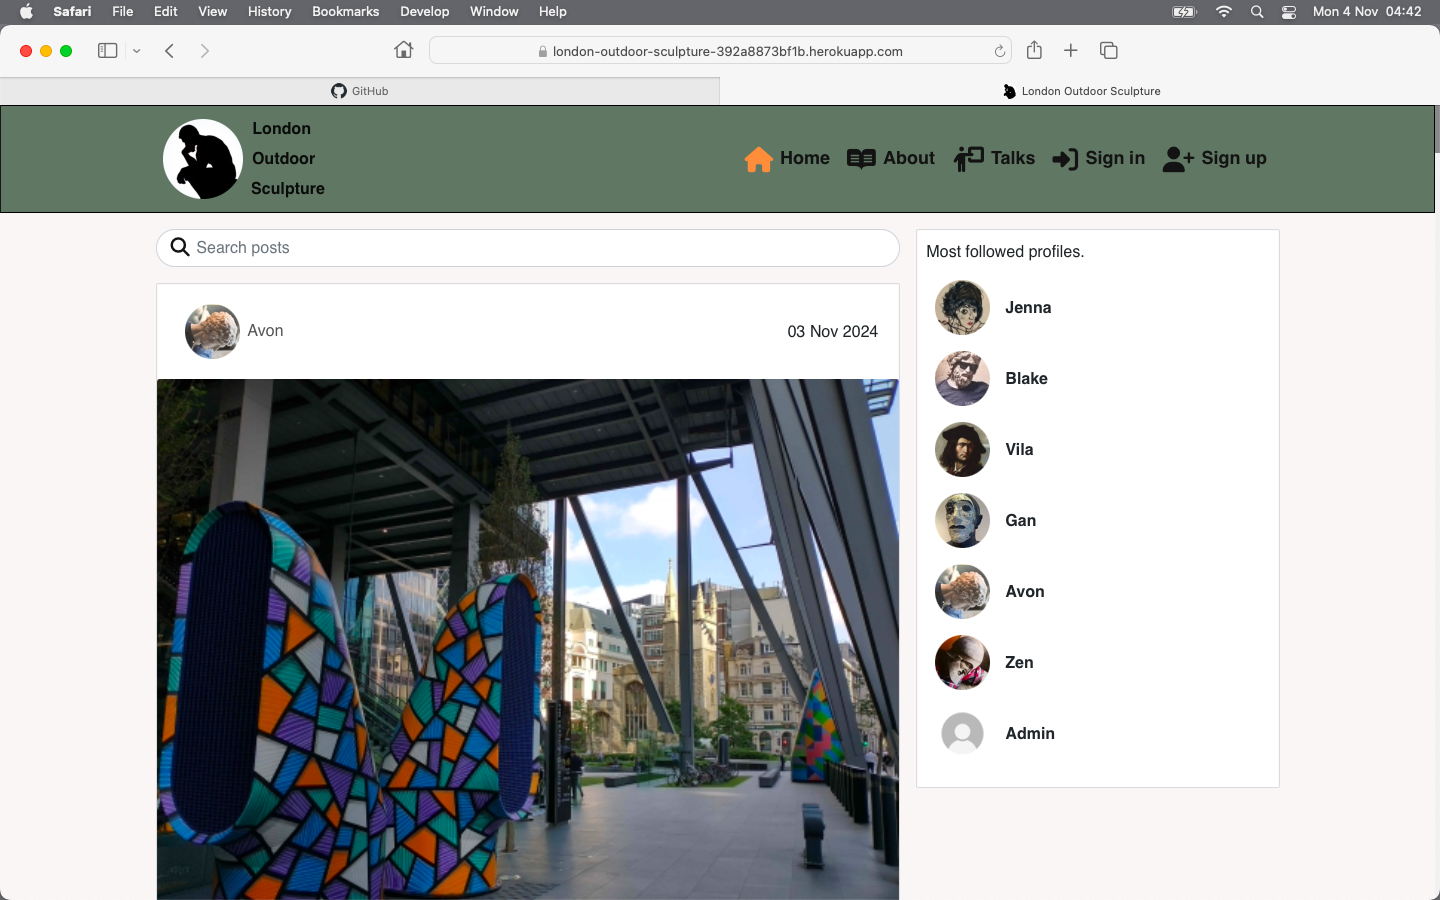 Safari File Edit View History Bookmarks Develop Window Help Mon 4 Nov 04:42
london-outdoor-sculpture-392a8873bf1b.herokuapp.com
GitHub
London Outdoor Sculpture
London
Outdoor
Sculpture
Home About Talks Sign in Sign up
Search posts
Avon
03 Nov 2024
Most followed profiles.
Jenna
Blake
Vila
Gan
Avon
Zen
Admin